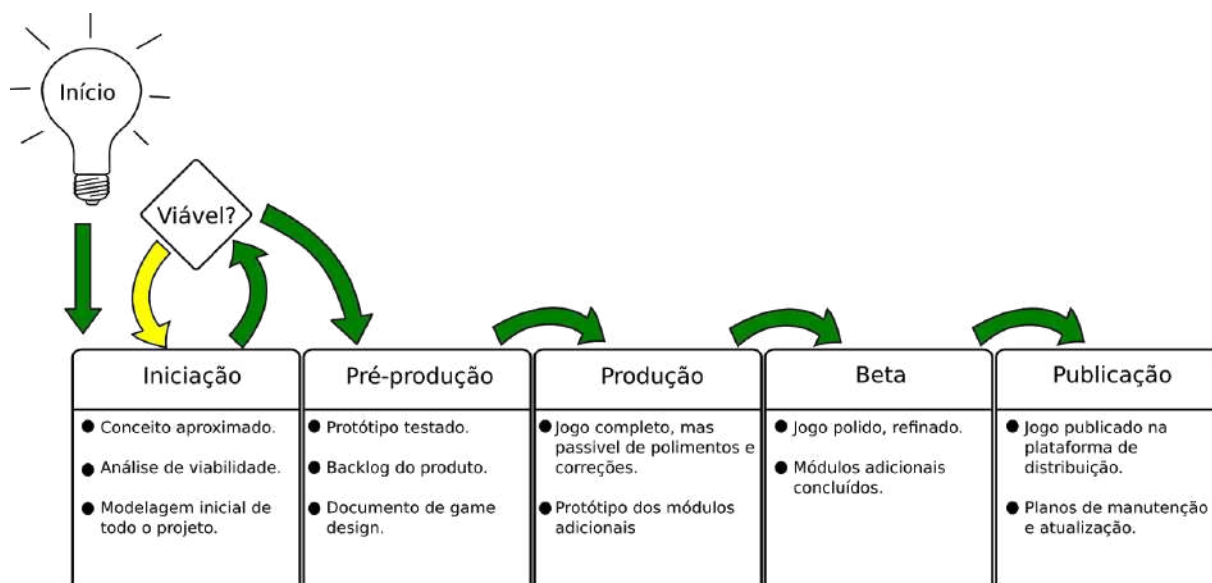 Início
Viável?
Iniciação
Conceito aproximado.
Análise de viabilidade.
Modelagem inicial de
todo o projeto.
Pré-produção
Protótipo testado.
Backlog do produto.
Documento de game
design.
Produção
Jogo completo, mas
passivel de polimentos e
correções.
Protótipo dos módulos
adicionais
Beta
Jogo polido, refinado.
Módulos adicionais
concluídos.
Publicação
Jogo publicado na
plataforma de
distribuição.
Planos de manutenção
e atualização.